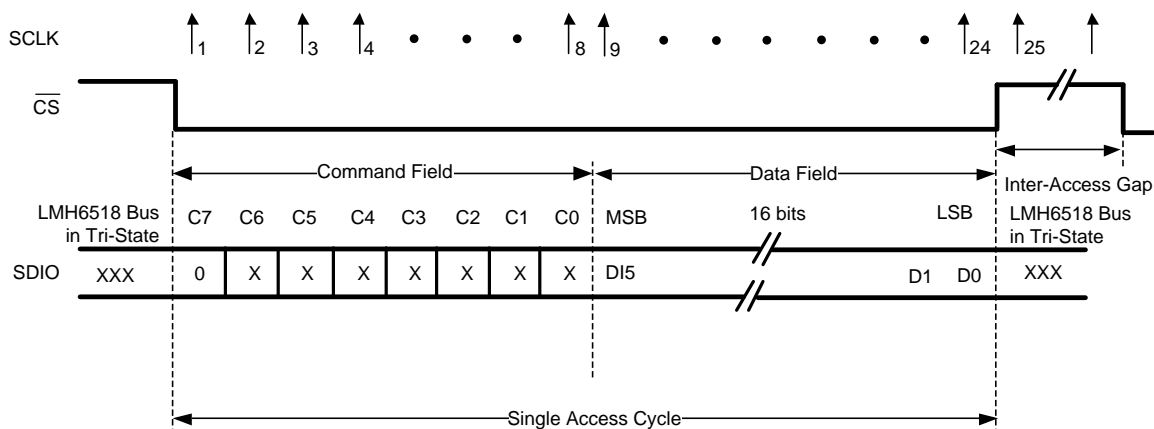 SCLK 1 2 3 4 8 9 24 25
CS
Command Field Data Field
Inter-Access Gap
LMH6518 Bus
in Tri-State
C7 C6 C5 C4 C3 C2 C1 C0 MSB 16 bits LSB
LMH6518 Bus
in Tri-State
SDIO XXX 0 X X X X X X X DI5 D1 D0 XXX
Single Access Cycle